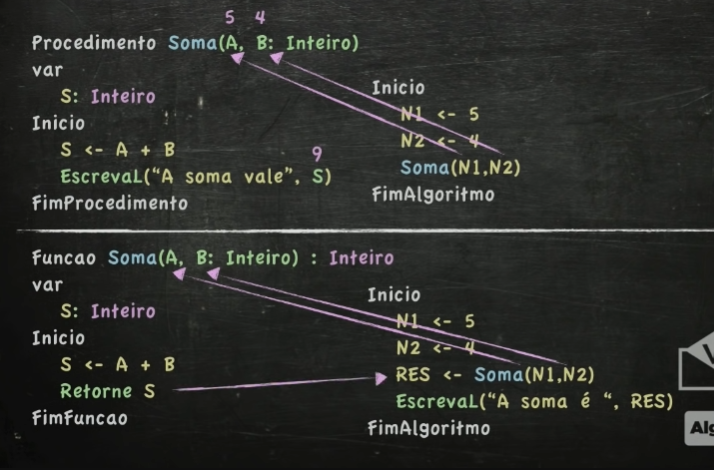 5 4
Procedimento Soma(A, B: Inteiro)
var
S: Inteiro
Inicio
S <- A + B
9
EscrevaL("A soma vale", S)
FimProcedimento
Inicio
N1 <- 5
N2 <- 4
Soma(N1,N2)
FimAlgoritmo
Funcao Soma(A, B: Inteiro) : Inteiro
var
S: Inteiro
Inicio
S <- A + B
Retorne S
FimFuncao
Inicio
N1 <- 5
N2 <- 4
RES <- Soma(N1,N2)
EscrevaL("A soma é ", RES)
FimAlgoritmo
Alg